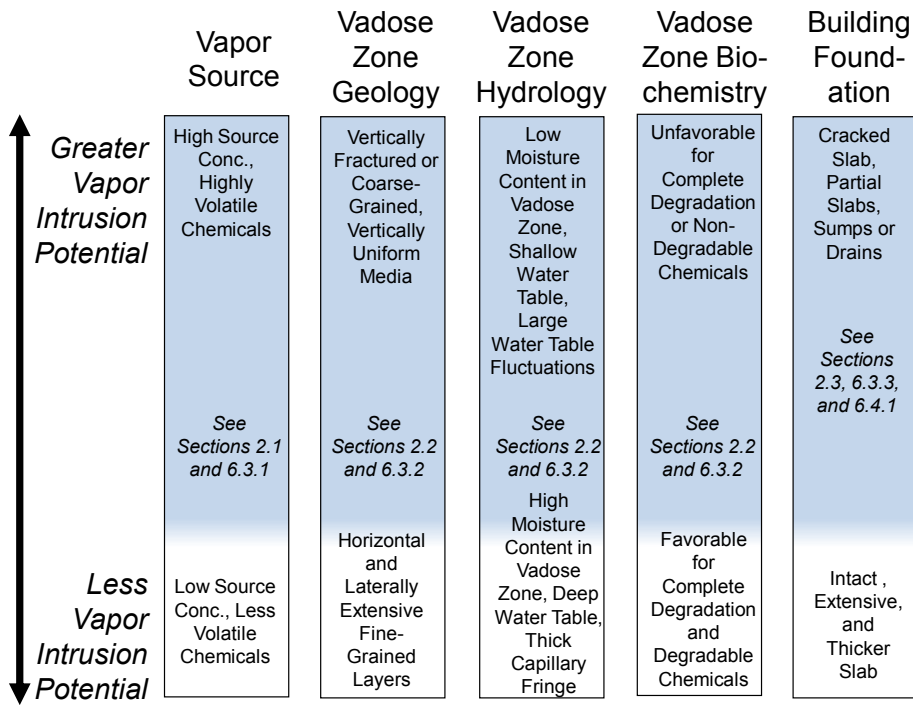 Vapor
Source
Vadose
Zone
Geology
Vadose
Zone
Hydrology
Vadose
Zone Bio-
chemistry
Building
Found-
ation
Greater
Vapor
Intrusion
Potential
High Source
Conc.,
Highly
Volatile
Chemicals
See
Sections 2.1
and 6.3.1
Vertically
Fractured or
Coarse-
Grained,
Vertically
Uniform
Media
See
Sections 2.2
and 6.3.2
Low
Moisture
Content in
Vadose
Zone,
Shallow
Water
Table,
Large
Water Table
Fluctuations
See
Sections 2.2
and 6.3.2
Unfavorable
for
Complete
Degradation
or Non-
Degradable
Chemicals
See
Sections 2.2
and 6.3.2
Cracked
Slab,
Partial
Slabs,
Sumps or
Drains
See
Sections
2.3, 6.3.3,
and 6.4.1
Less
Vapor
Intrusion
Potential
Low Source
Conc., Less
Volatile
Chemicals
Horizontal
and
Laterally
Extensive
Fine-
Grained
Layers
High
Moisture
Content in
Vadose
Zone, Deep
Water Table,
Thick
Capillary
Fringe
Favorable
for
Complete
Degradation
and
Degradable
Chemicals
Intact ,
Extensive,
and
Thicker
Slab